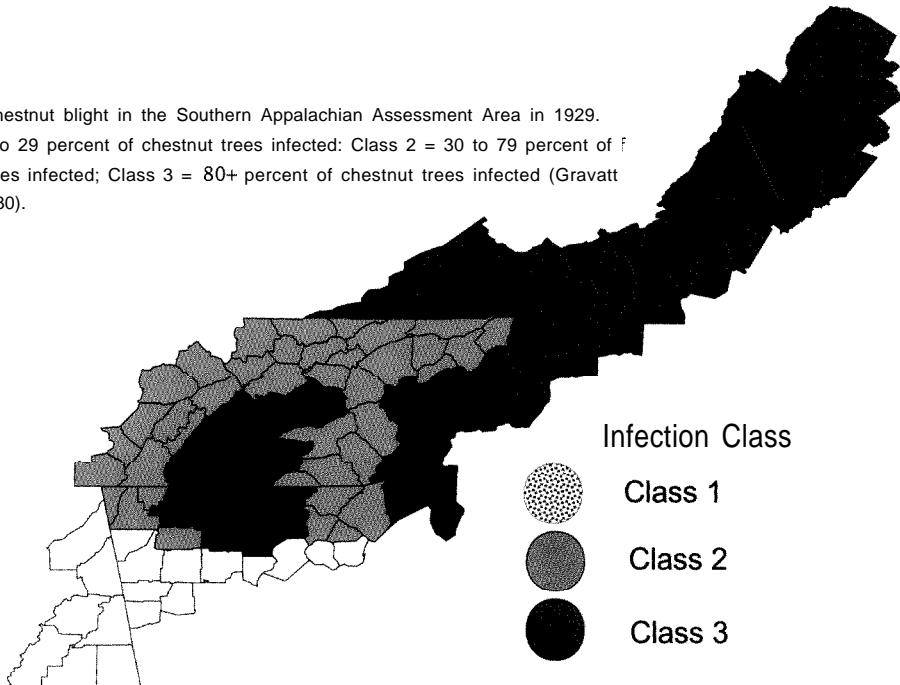 hestnut blight in the Southern Appalachian Assessment Area in 1929.
o 29 percent of chestnut trees infected: Class 2 = 30 to 79 percent of
es infected; Class 3 = 80+ percent of chestnut trees infected (Gravatt
30).
Infection Class
Class 1
Class 2
Class 3